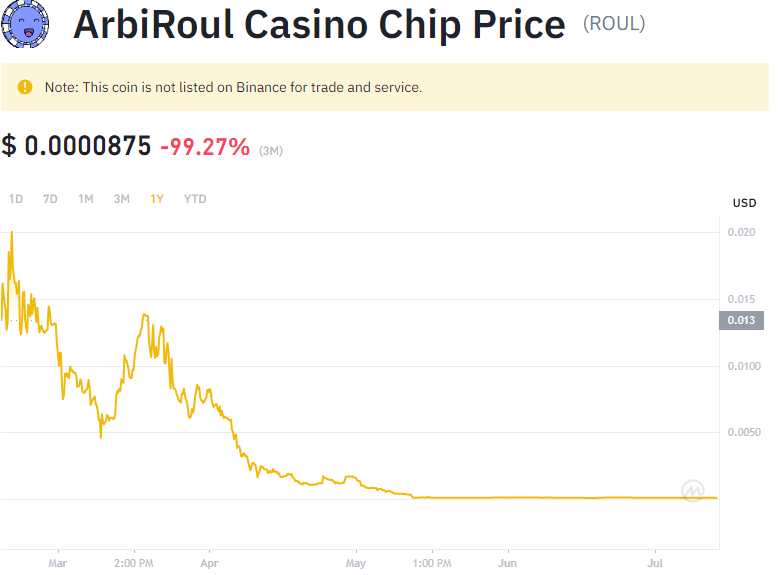 ArbiRoul Casino Chip Price (ROUL)
Note: This coin is not listed on Binance for trade and service.
$ 0.0000875 -99.27% (3M)
1D 7D 1M 3M 1Y YTD
USD
0.020
0.015
0.013
0.0100
0.0050
Mar 2:00 PM Apr May 1:00 PM Jun Jul